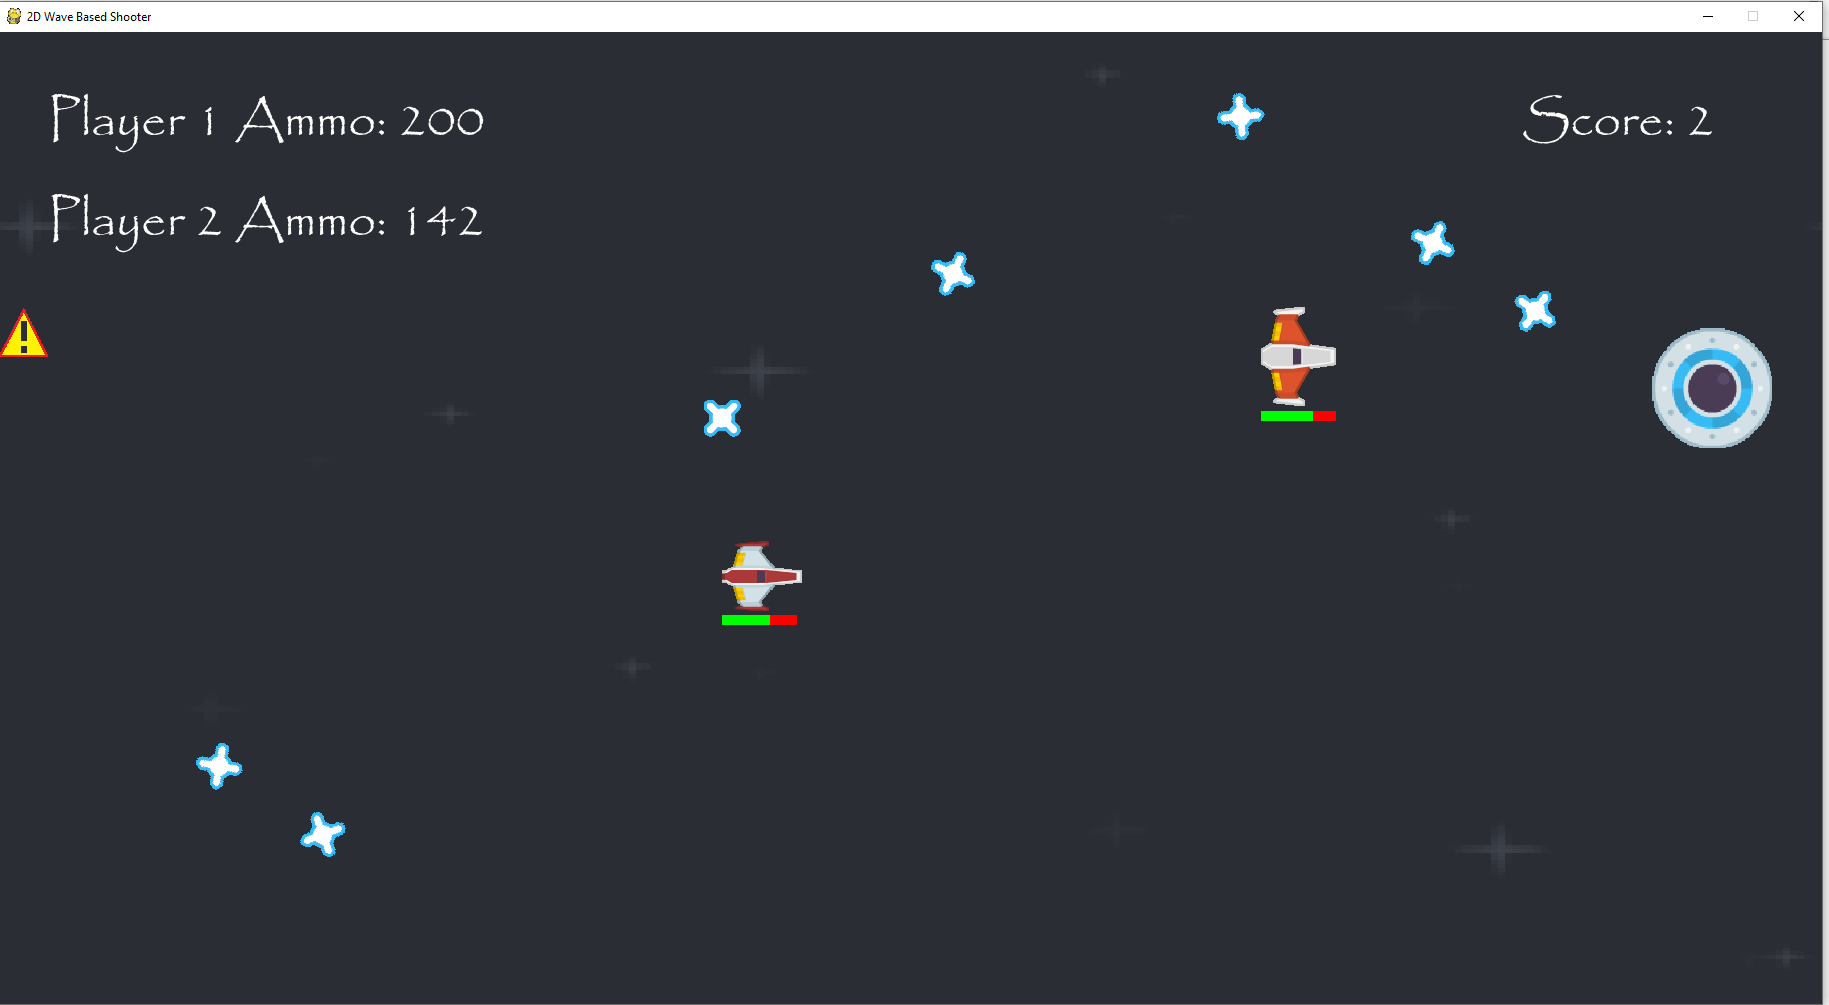 2D Wave Based Shooter
Player 1 Ammo: 200
Score: 2
Player 2 Ammo: 142